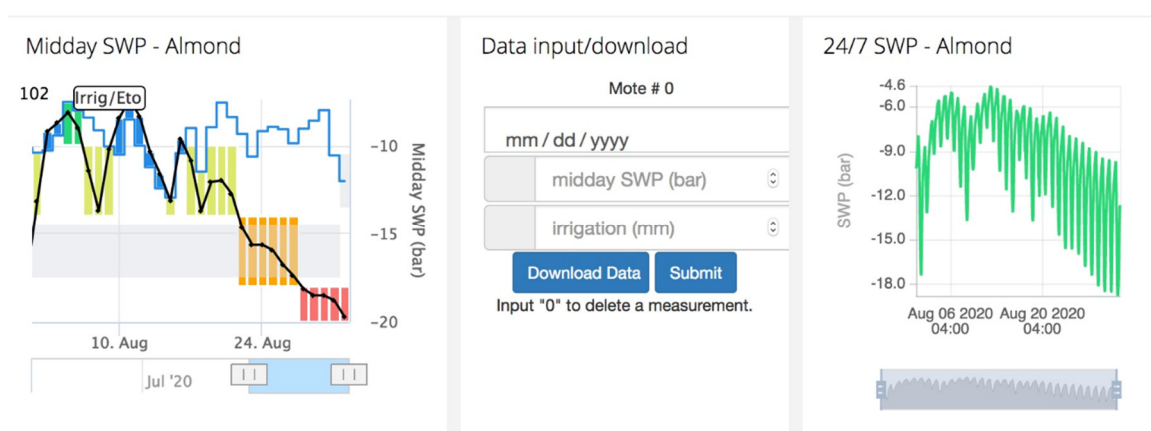 Midday SWP - Almond
102
Irrig/Eto
-10
-15
-20
Midday SWP (bar)
10. Aug
24. Aug
Jul '20
Data input/download
Mote # 0
mm / dd / yyyy
midday SWP (bar)
irrigation (mm)
Download Data
Submit
Input "0" to delete a measurement.
24/7 SWP - Almond
-4.6
-6.0
-9.0
-12.0
-15.0
-18.0
SWP (bar)
Aug 06 2020
04:00
Aug 20 2020
04:00